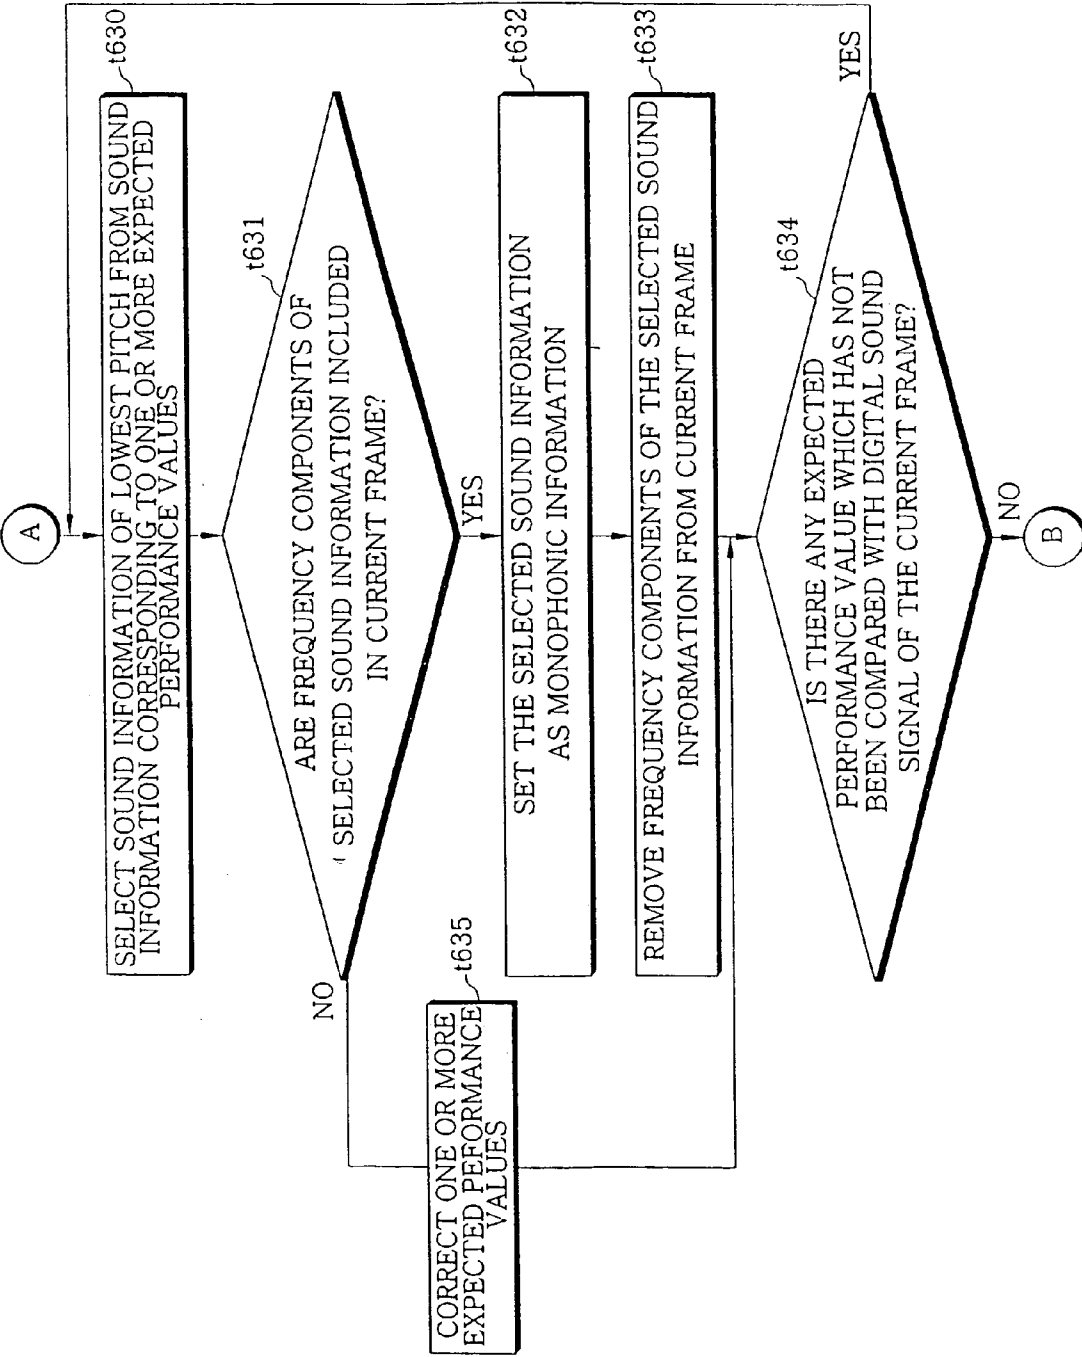 A
SELECT SOUND INFORMATION OF LOWEST PITCH FROM SOUND
INFORMATION CORRESPONDING TO ONE OR MORE EXPECTED
PERFORMANCE VALUES
t630
ARE FREQUENCY COMPONENTS OF
SELECTED SOUND INFORMATION INCLUDED
IN CURRENT FRAME?
t631
NO
YES
SET THE SELECTED SOUND INFORMATION
AS MONOPHONIC INFORMATION
t632
CORRECT ONE OR MORE
EXPECTED PEFORMANCE
VALUES
t635
REMOVE FREQUENCY COMPONENTS OF THE SELECTED SOUND
INFORMATION FROM CURRENT FRAME
t633
IS THERE ANY EXPECTED
PERFORMANCE VALUE WHICH HAS NOT
BEEN COMPARED WITH DIGITAL SOUND
SIGNAL OF THE CURRENT FRAME?
t634
YES
NO
B